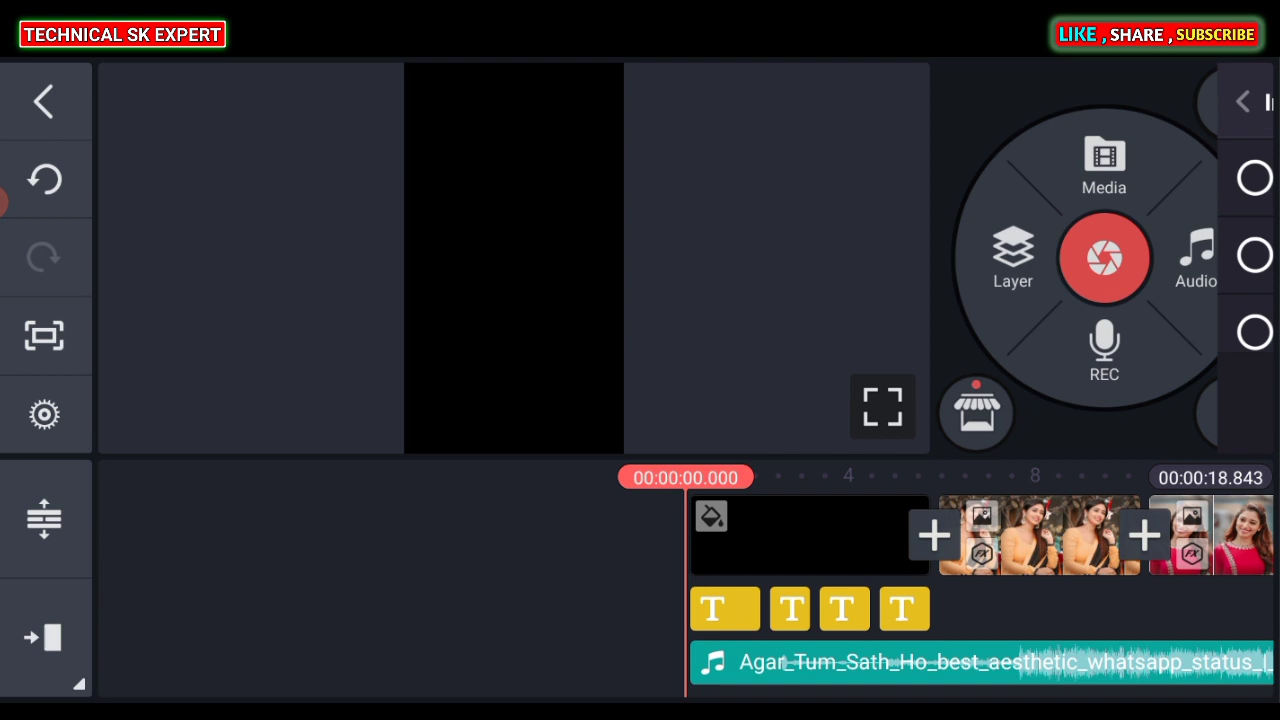 TECHNICAL SK EXPERT
LIKE , SHARE , SUBSCRIBE
Media
Layer
Audio
REC
00:00:00.000
4
8
00:00:18.843
T
T
T
T
Agar_Tum_Sath_Ho_best_aesthetic_whatsapp_status_|_